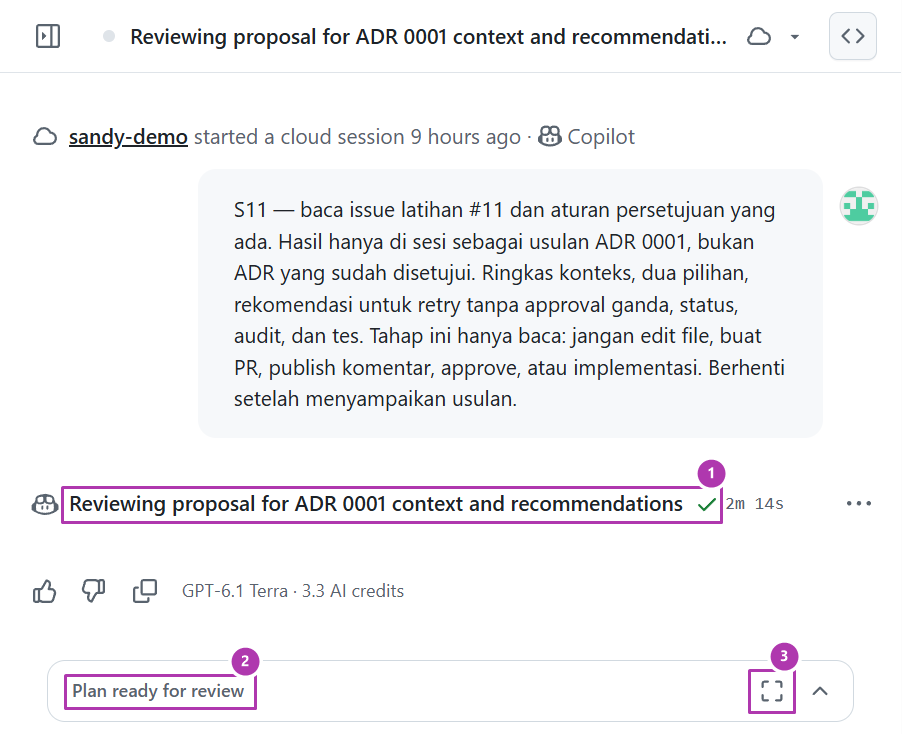 Reviewing proposal for ADR 0001 context and recommendati...
sandy-demo started a cloud session 9 hours ago · Copilot
S11 — baca issue latihan #11 dan aturan persetujuan yang
ada. Hasil hanya di sesi sebagai usulan ADR 0001, bukan
ADR yang sudah disetujui. Ringkas konteks, dua pilihan,
rekomendasi untuk retry tanpa approval ganda, status,
audit, dan tes. Tahap ini hanya baca: jangan edit file, buat
PR, publish komentar, approve, atau implementasi. Berhenti
setelah menyampaikan usulan.
1
Reviewing proposal for ADR 0001 context and recommendations 2m 14s
GPT-6.1 Terra · 3.3 AI credits
2
3
Plan ready for review